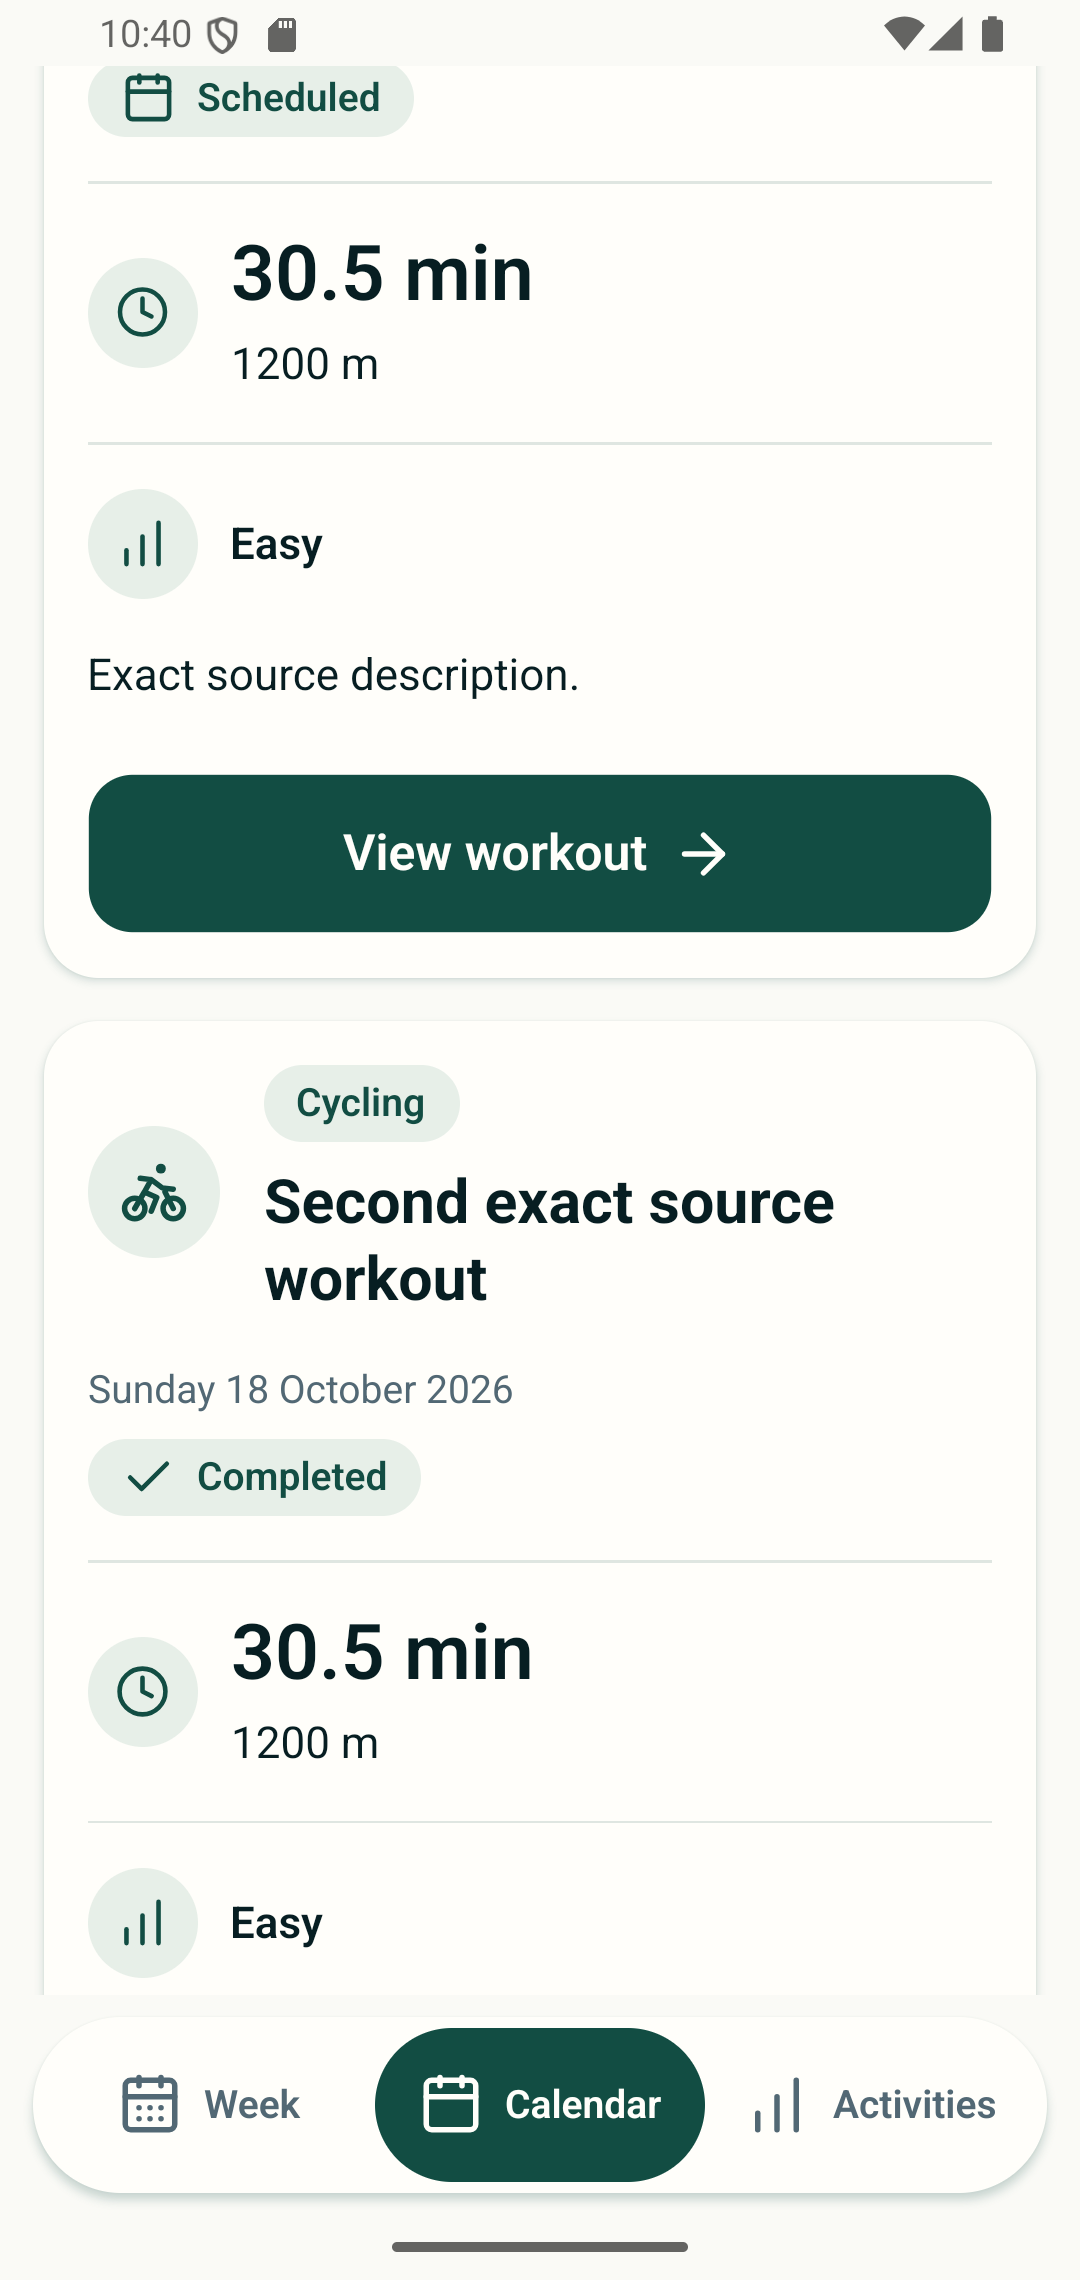 10:40
Scheduled
30.5 min
1200 m
Easy
Exact source description.
View workout
Cycling
Second exact source
workout
Sunday 18 October 2026
Completed
30.5 min
1200 m
Easy
Week
Calendar
Activities